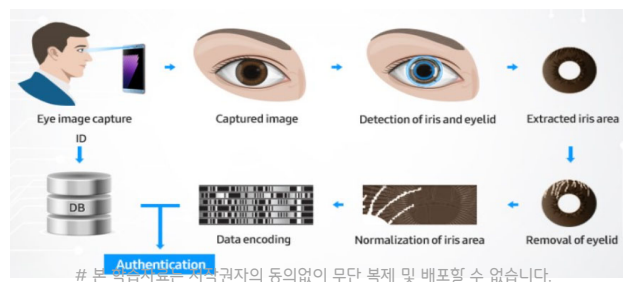 Eye image capture
Captured image
Detection of iris and eyelid
Extracted iris area
ID
DB
Data encoding
Normalization of iris area
Removal of eyelid
Authentication
# 본 학습자료는 저작권자의 동의없이 무단 복제 및 배포할 수 없습니다.